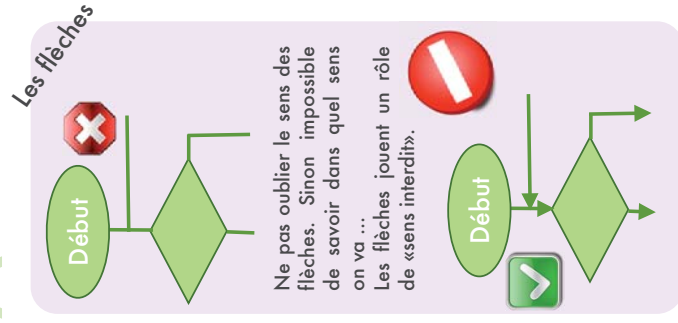 Les flèches
Début
Ne pas oublier le sens des
flèches. Sinon impossible
de savoir dans quel sens
on va ...
Les flèches jouent un rôle
de «sens interdit».
Début